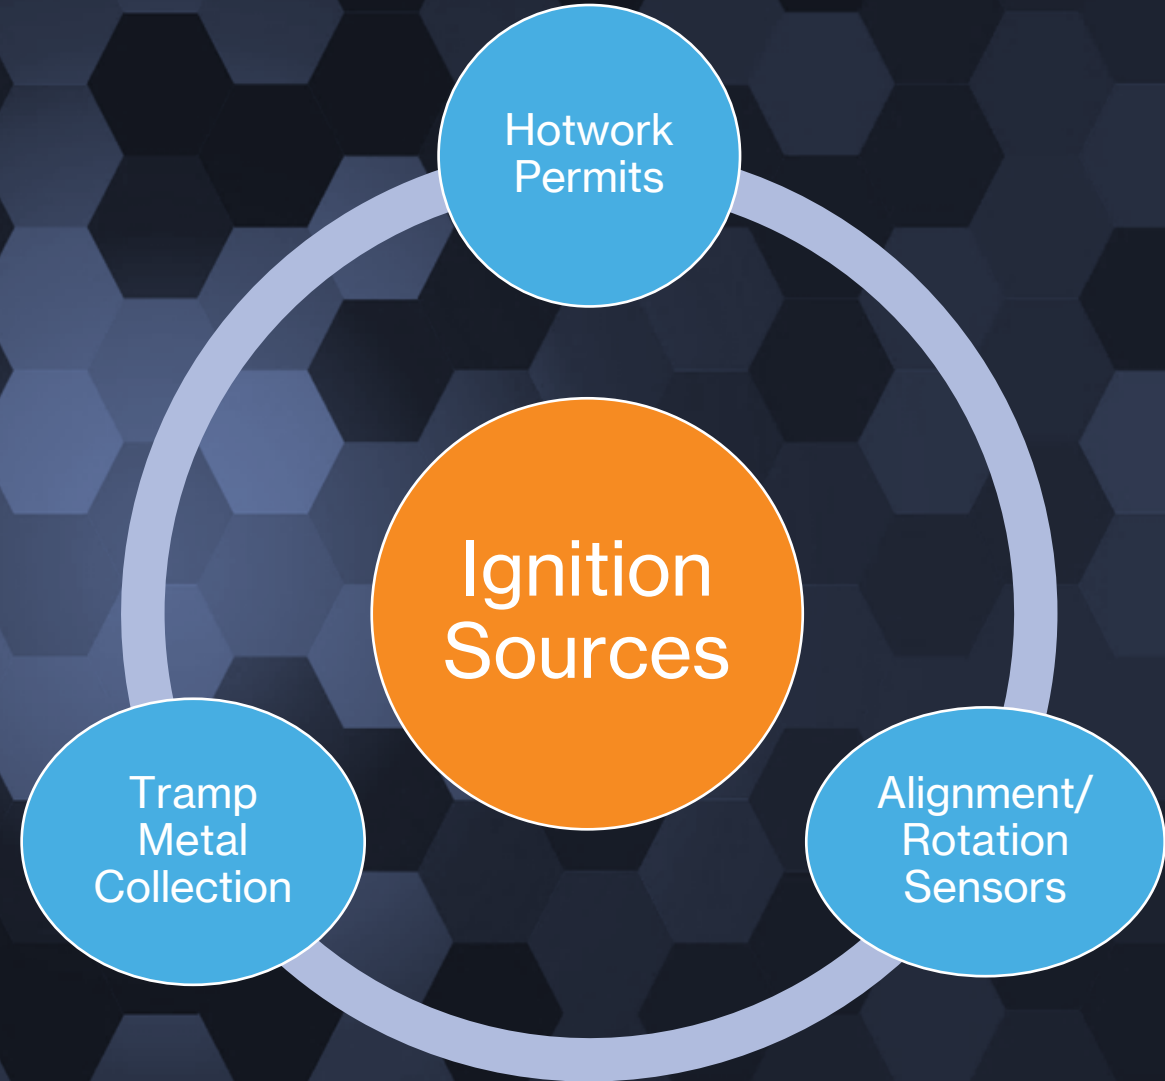 Hotwork
Permits
Ignition
Sources
Tramp
Metal
Collection
Alignment/
Rotation
Sensors